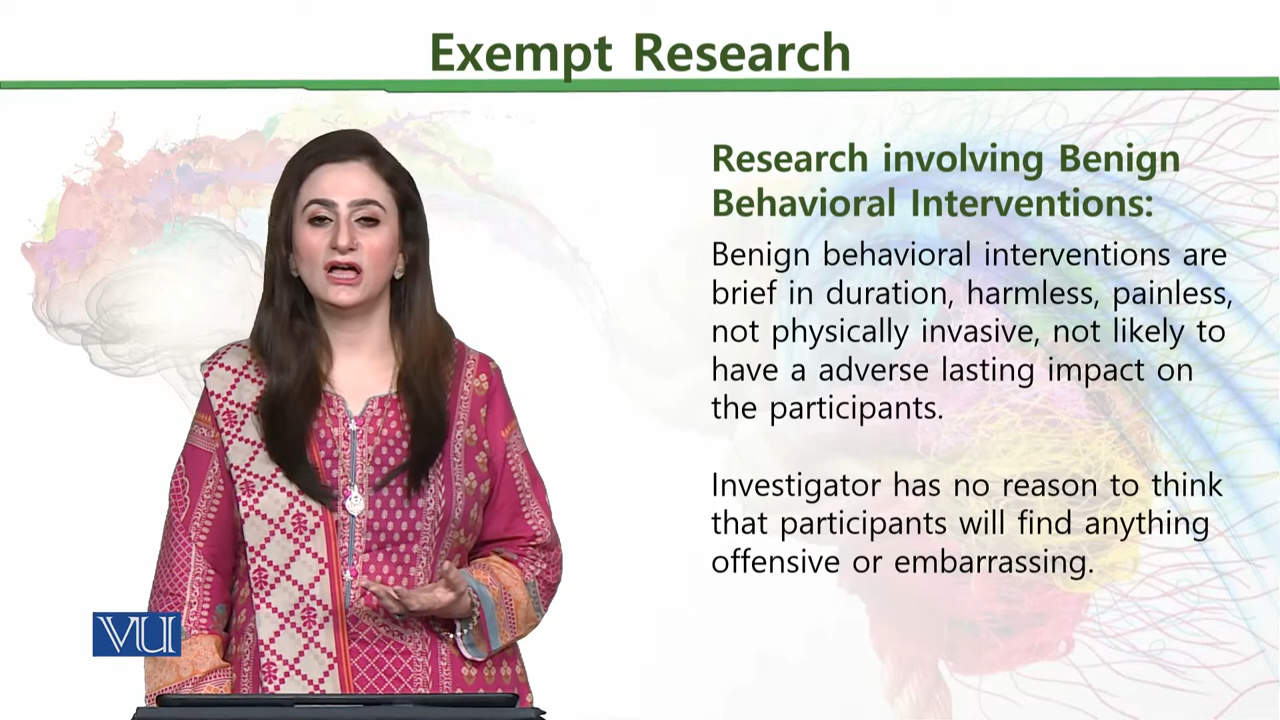 Exempt Research
Research involving Benign
Behavioral Interventions:
Benign behavioral interventions are
brief in duration, harmless, painless,
not physically invasive, not likely to
have a adverse lasting impact on
the participants.
Investigator has no reason to think
that participants will find anything
offensive or embarrassing.
VU